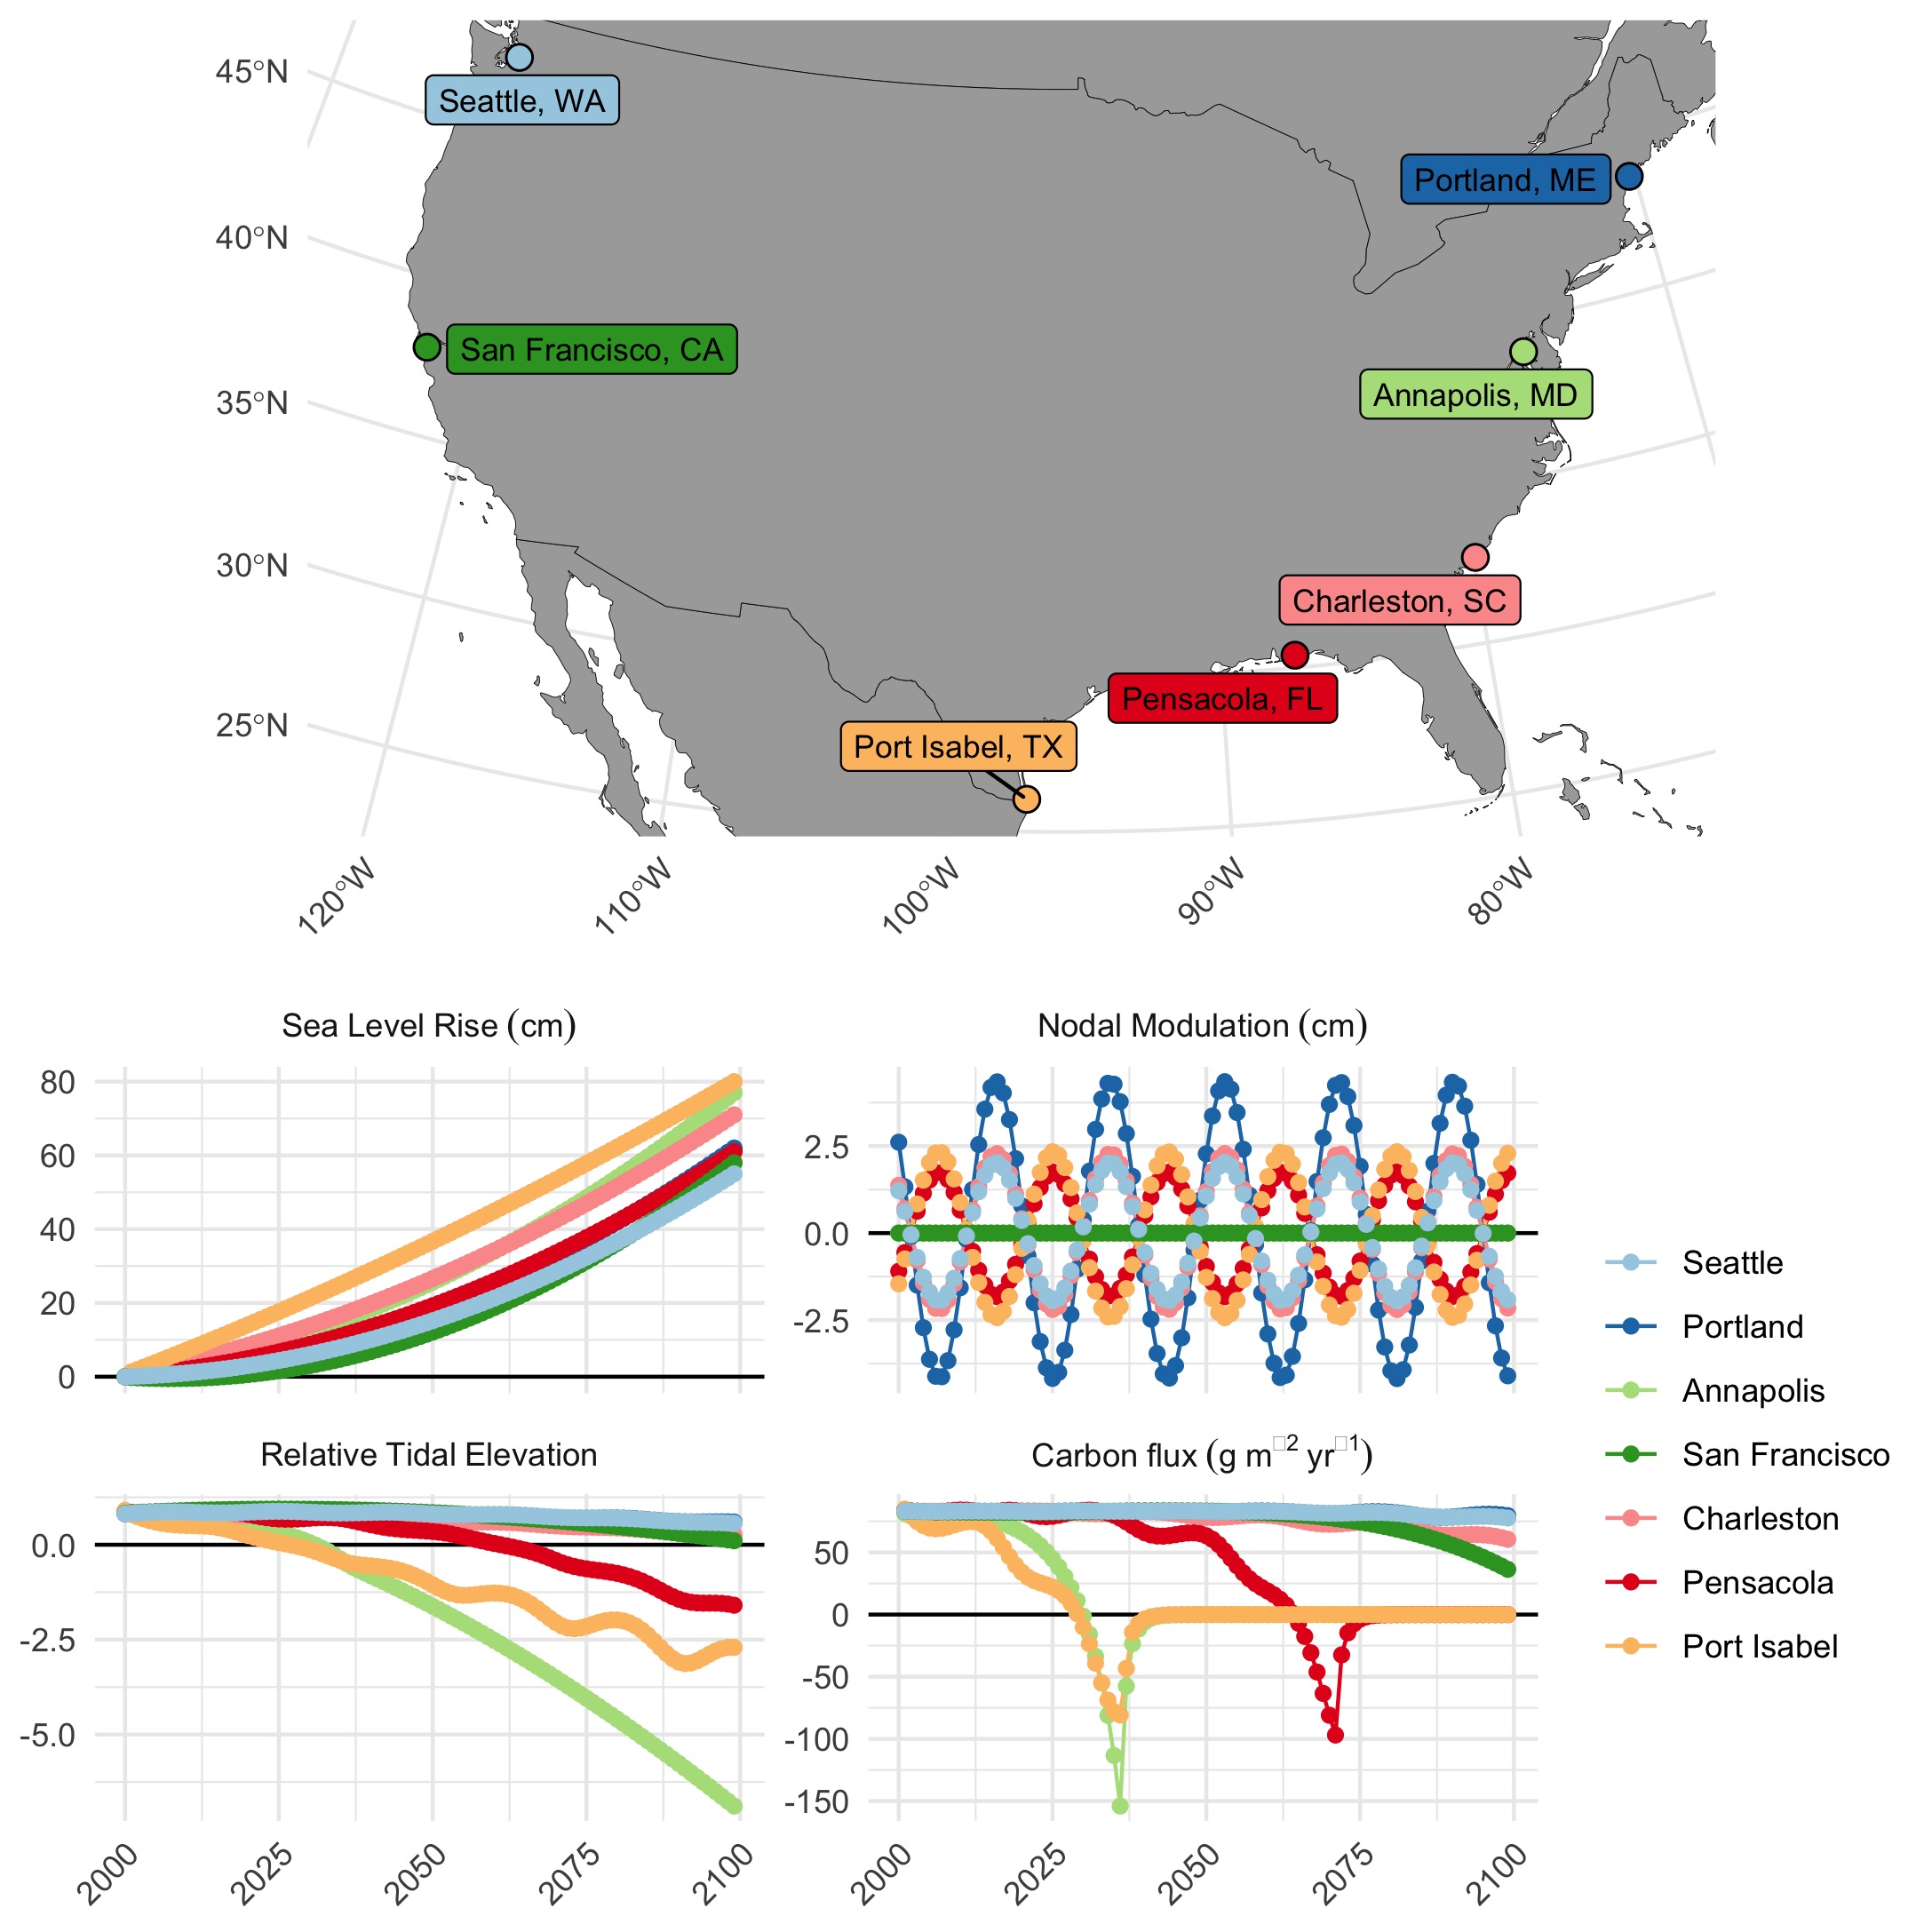 45°N
Seattle, WA
Portland, ME
40°N
San Francisco, CA
35°N
Annapolis, MD
30°N
Charleston, SC
25°N
Pensacola, FL
Port Isabel, TX
120°W
110°W
100°W
90°W
80°W
Sea Level Rise (cm)
80
60
40
20
0
Nodal Modulation (cm)
2.5
0.0
-2.5
Relative Tidal Elevation
0.0
-2.5
-5.0
2000
2025
2050
2075
2100
Carbon flux (g m□2 yr□1)
50
0
-50
-100
-150
2000
2025
2050
2075
2100
Seattle
Portland
Annapolis
San Francisco
Charleston
Pensacola
Port Isabel